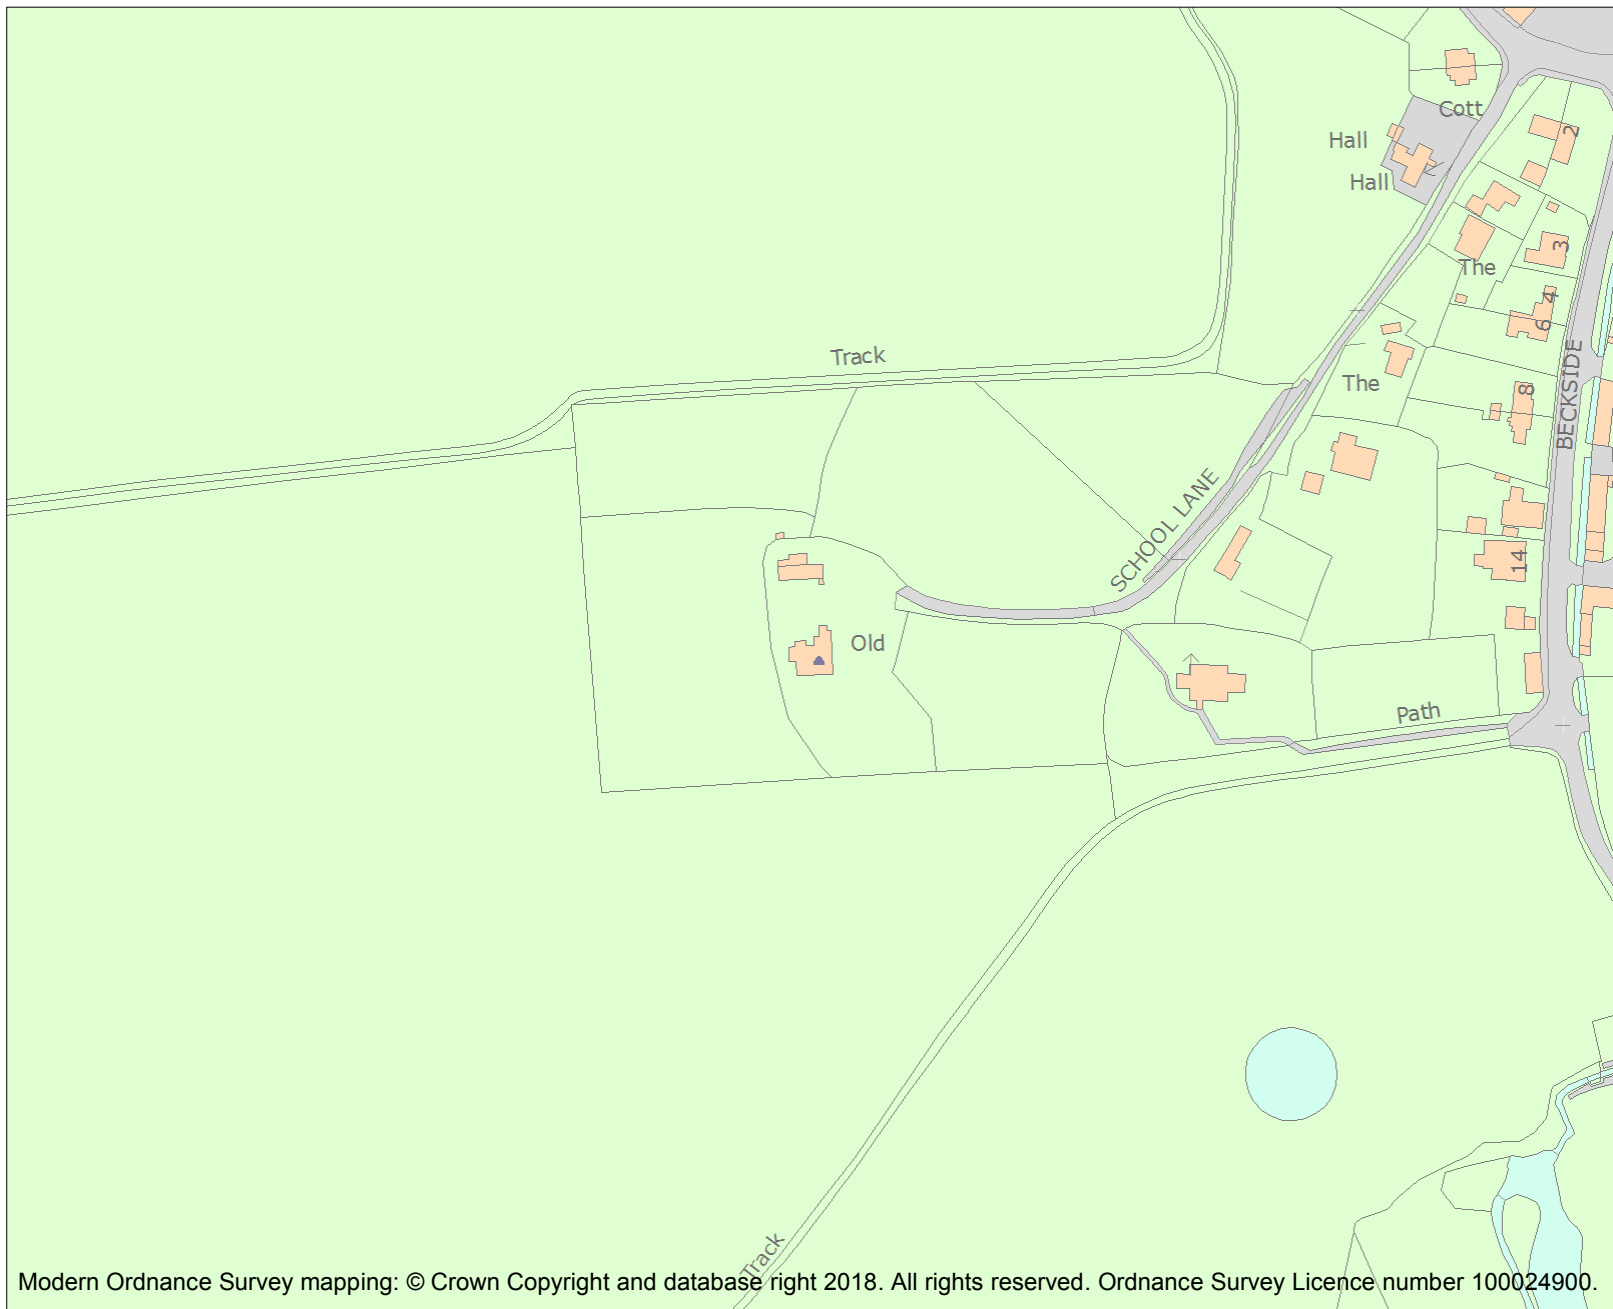 Cott
2
Hall
Hall
3
The
4
6
Track
The
8
BECKSIDE
SCHOOL LANE
14
Old
Path
Track
Modern Ordnance Survey mapping: © Crown Copyright and database right 2018. All rights reserved. Ordnance Survey Licence number 100024900.